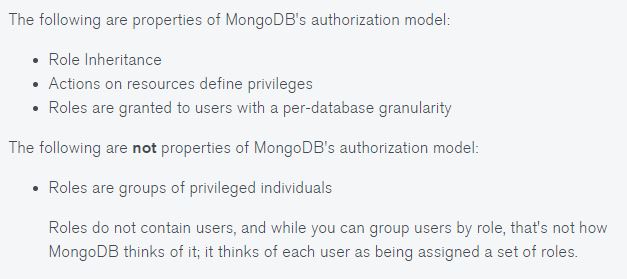 The following are properties of MongoDB's authorization model:
• Role Inheritance
• Actions on resources define privileges
• Roles are granted to users with a per-database granularity
The following are not properties of MongoDB's authorization model:
• Roles are groups of privileged individuals
Roles do not contain users, and while you can group users by role, that's not how
MongoDB thinks of it; it thinks of each user as being assigned a set of roles.